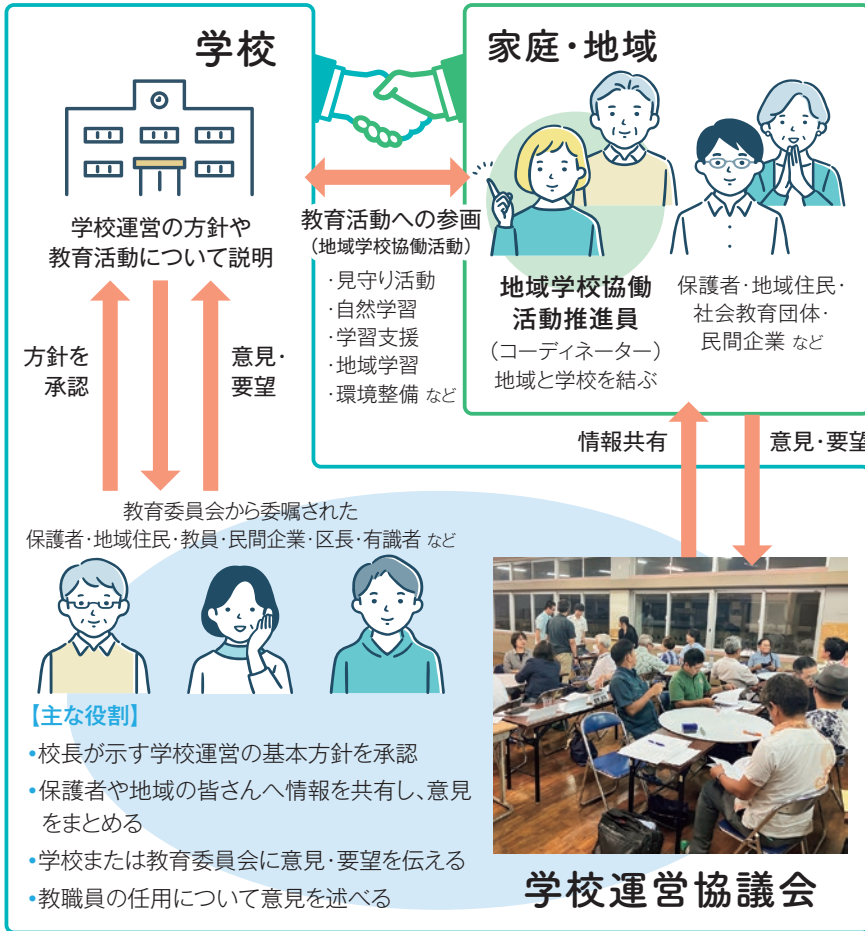 学校
学校運営の方針や
教育活動について説明
方針を
承認
意見・
要望
家庭・地域
教育活動への参画
（地域学校協働活動）
・見守り活動
・自然学習
・学習支援
・地域学習
・環境整備 など
地域学校協働
活動推進員
（コーディネーター）
地域と学校を結ぶ
保護者・地域住民・
社会教育団体・
民間企業 など
情報共有
意見・要望
教育委員会から委嘱された
保護者・地域住民・教員・民間企業・区長・有識者 など
【主な役割】
•校長が示す学校運営の基本方針を承認
•保護者や地域の皆さんへ情報を共有し、意見
をまとめる
•学校または教育委員会に意見・要望を伝える
•教職員の任用について意見を述べる
学校運営協議会